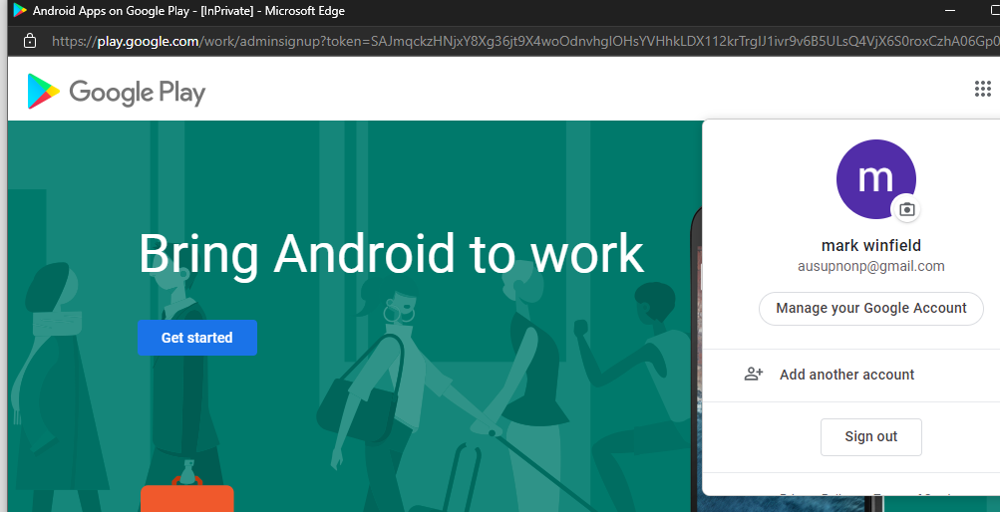 Android Apps on Google Play - [InPrivate] - Microsoft Edge
https://play.google.com/work/adminsignup?token=SAJmqckzHNjxY8Xg36jt9X4woOdnvhgIOHsYVHhkLDX112krTrgIJ1ivr9v6B5ULsQ4VjX6S0roxCzhA06Gp0
Google Play
m
mark winfield
ausupnonp@gmail.com
Manage your Google Account
Add another account
Sign out
Bring Android to work
Get started